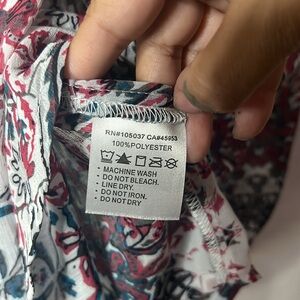 RN#105037 CA#45953
100%POLYESTER
• MACHINE WASH
• DO NOT BLEACH.
• LINE DRY.
• DO NOT IRON.
• DO NOT DRY